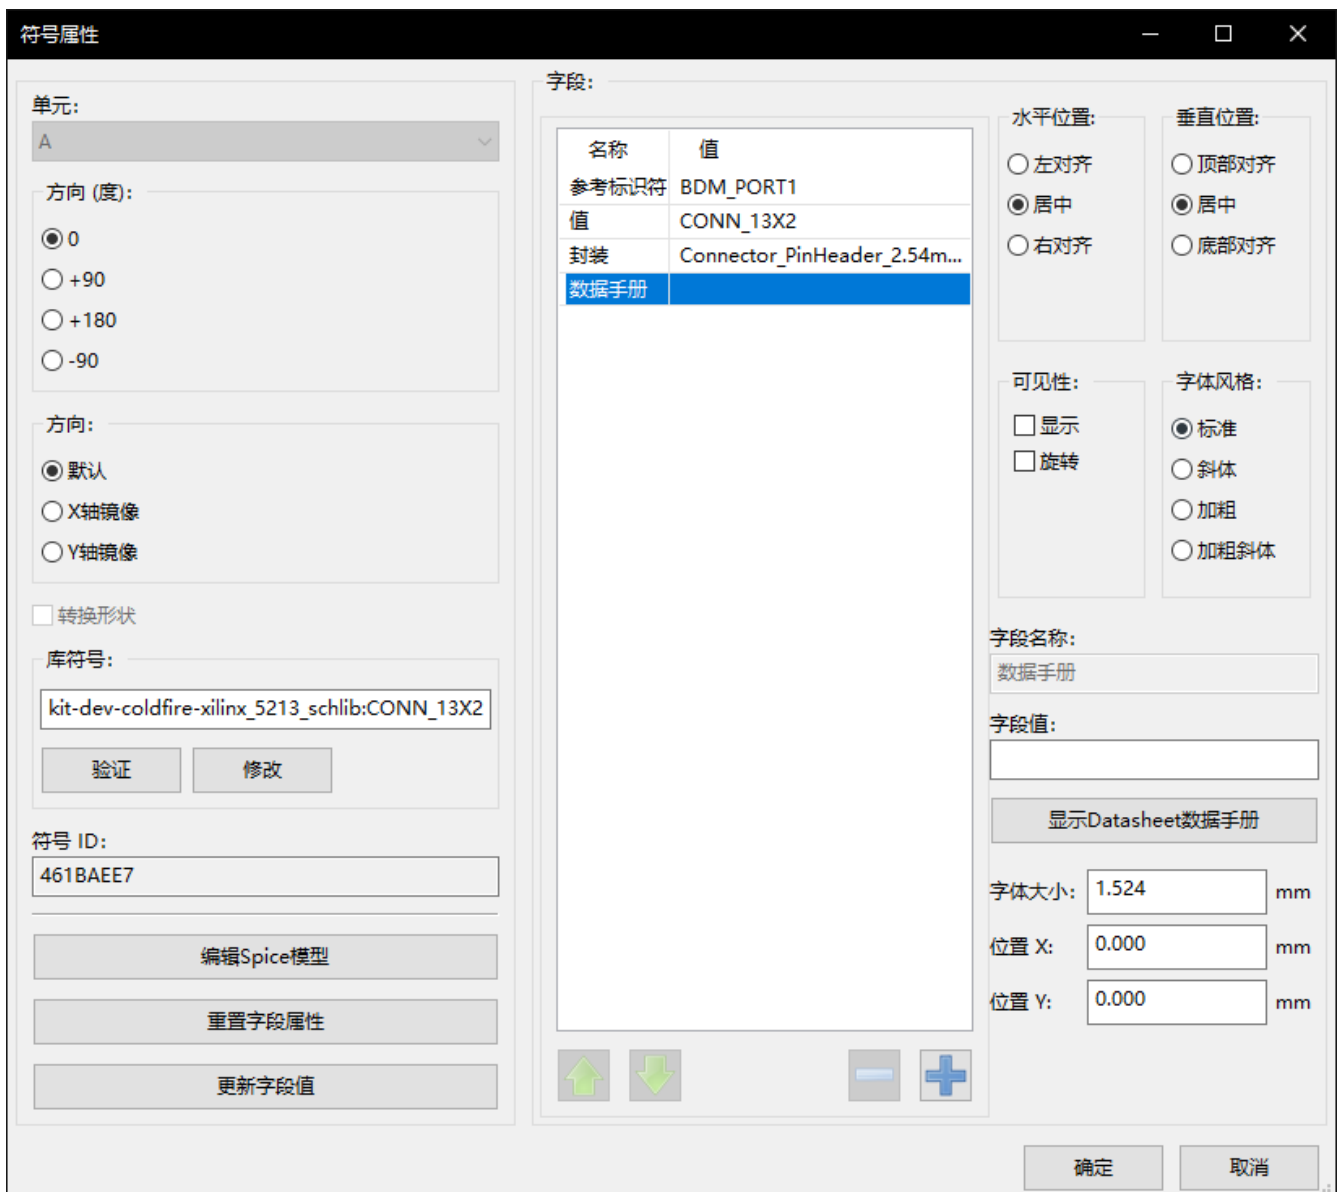 符号属性
单元:
A
方向 (度):
0
+90
+180
-90
方向:
默认
X轴镜像
Y轴镜像
转换形状
库符号:
kit-dev-coldfire-xilinx_5213_schlib:CONN_13X2
验证
修改
符号 ID:
461BAEE7
编辑Spice模型
重置字段属性
更新字段值
字段:
名称 值
参考标识符 BDM_PORT1
值 CONN_13X2
封装 Connector_PinHeader_2.54m...
数据手册
水平位置:
左对齐
居中
右对齐
垂直位置:
顶部对齐
居中
底部对齐
可见性:
显示
旋转
字体风格:
标准
斜体
加粗
加粗斜体
字段名称:
数据手册
字段值:
显示Datasheet数据手册
字体大小: 1.524 mm
位置 X: 0.000 mm
位置 Y: 0.000 mm
确定
取消